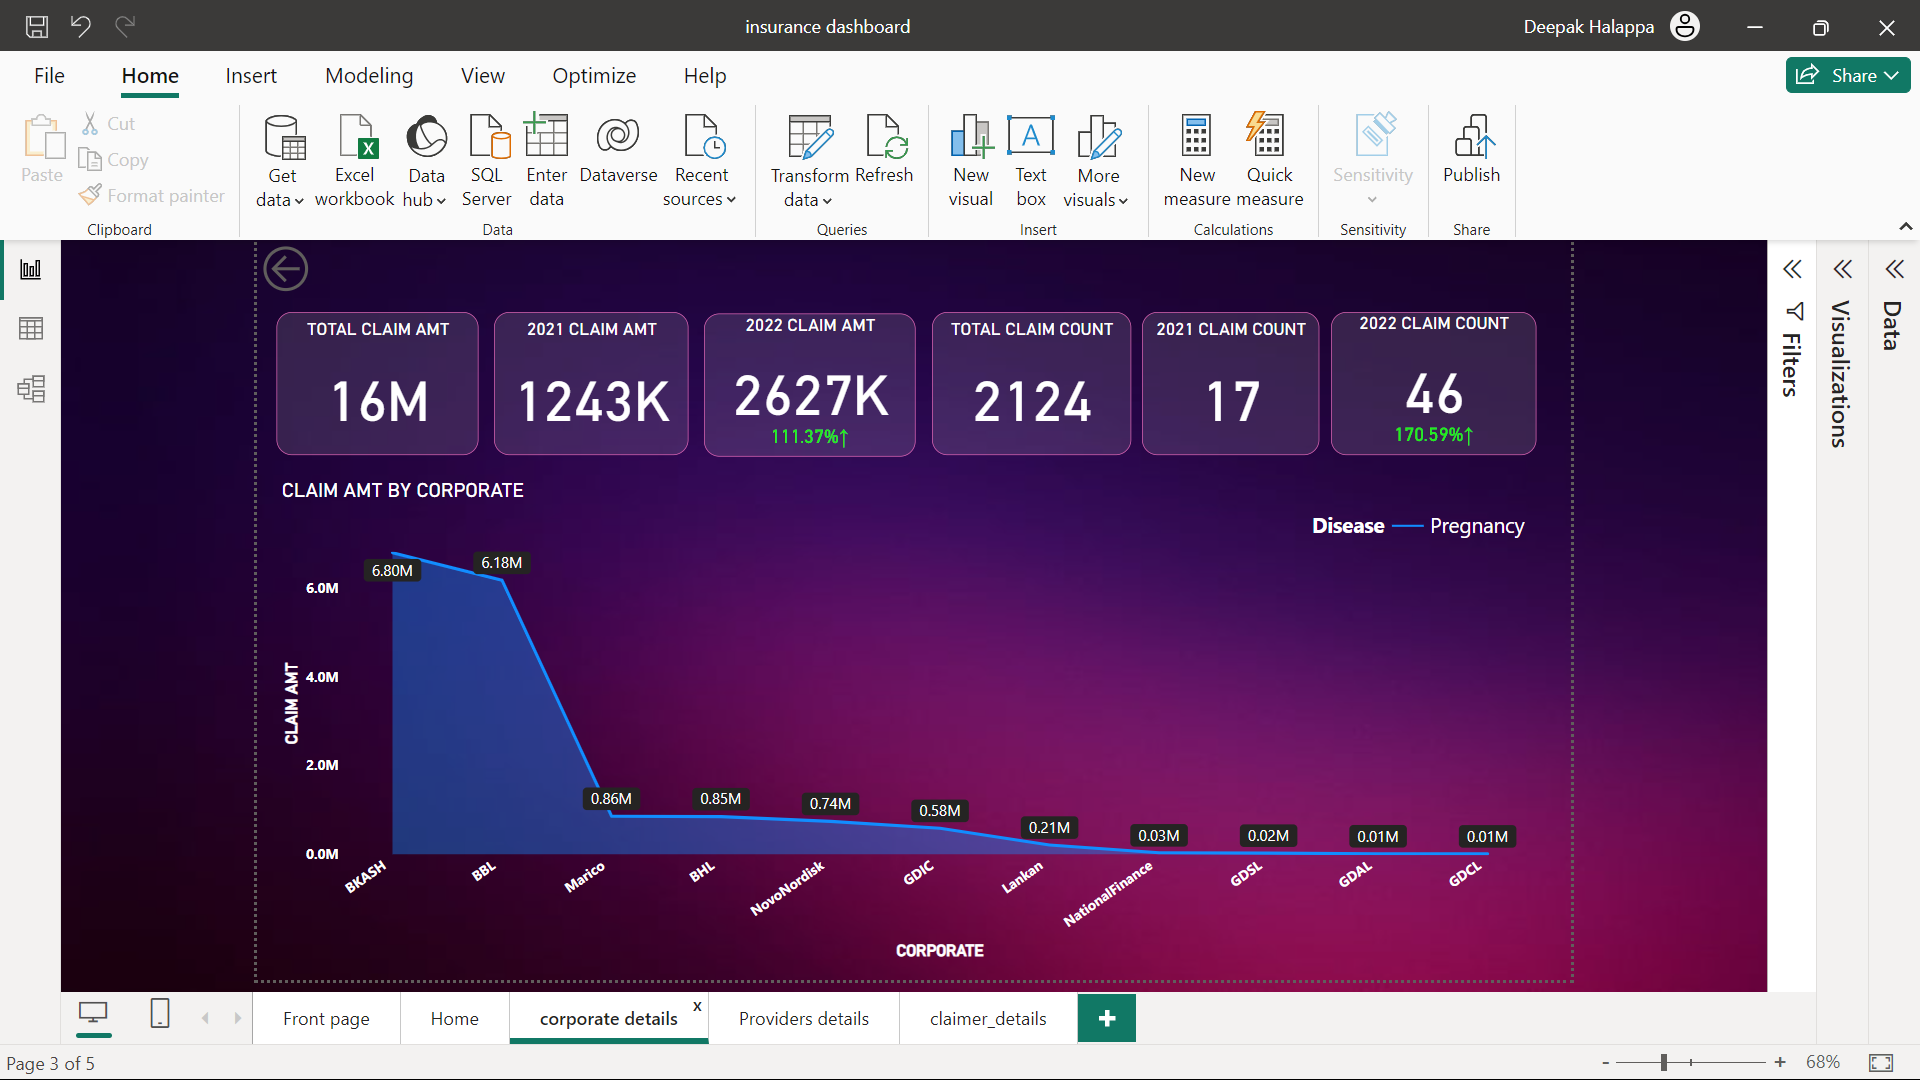 insurance dashboard
Deepak Halappa
File Home Insert Modeling View Optimize Help
Share
Paste
Cut
Copy
Format painter
Clipboard
Get data
Excel workbook
Data hub
SQL Server
Enter data
Dataverse
Recent sources
Data
Transform data
Refresh
Queries
New visual
Text box
More visuals
Insert
New measure
Quick measure
Calculations
Sensitivity
Sensitivity
Publish
Share
TOTAL CLAIM AMT
16M
2021 CLAIM AMT
1243K
2022 CLAIM AMT
2627K
111.37%↑
TOTAL CLAIM COUNT
2124
2021 CLAIM COUNT
17
2022 CLAIM COUNT
46
170.59%↑
CLAIM AMT BY CORPORATE
Disease Pregnancy
CLAIM AMT
6.0M
4.0M
2.0M
0.0M
6.80M
6.18M
0.86M
0.85M
0.74M
0.58M
0.21M
0.03M
0.02M
0.01M
0.01M
BKASH
BBL
Marico
BHL
NovoNordisk
GDIC
Lankan
NationalFinance
GDSL
GDAL
GDCL
CORPORATE
Filters
Visualizations
Data
Front page
Home
corporate details
x
Providers details
claimer_details
+
Page 3 of 5
- + 68%